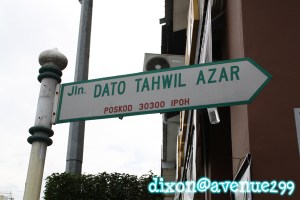 Jln. DATO TAHWIL AZAR
POSKOD 30300 IPOH
dixon@avenue299